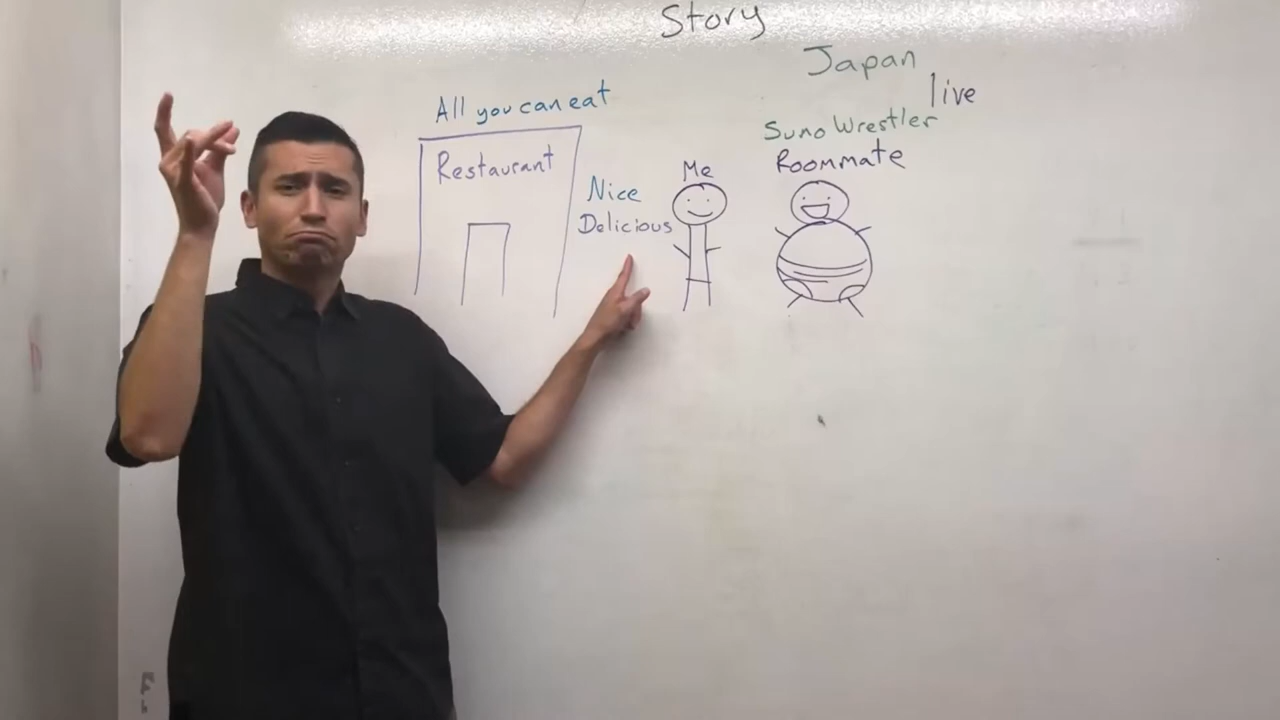 Story
Japan
live
All you can eat
Suno Wrestler
Restaurant
Me
Roommate
Nice
Delicious